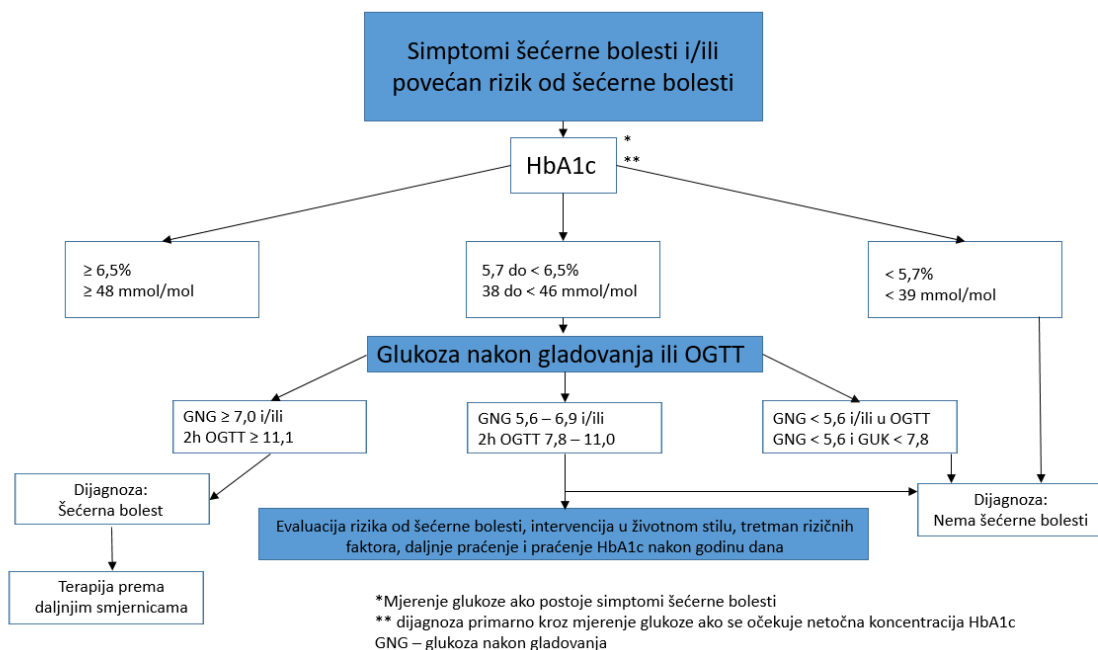 Simptomi šećerne bolesti i/ili
povećan rizik od šećerne bolesti
HbA1c
*
**
≥ 6,5%
≥ 48 mmol/mol
5,7 do < 6,5%
38 do < 46 mmol/mol
< 5,7%
< 39 mmol/mol
Glukoza nakon gladovanja ili OGTT
GNG ≥ 7,0 i/ili
2h OGTT ≥ 11,1
GNG 5,6 – 6,9 i/ili
2h OGTT 7,8 – 11,0
GNG < 5,6 i/ili u OGTT
GNG < 5,6 i GUK < 7,8
Dijagnoza:
Šećerna bolest
Evaluacija rizika od šećerne bolesti, intervencija u životnom stilu, tretman rizičnih
faktora, daljnje praćenje i praćenje HbA1c nakon godinu dana
Dijagnoza:
Nema šećerne bolesti
Terapija prema
daljnjim smjernicama
*Mjerenje glukoze ako postoje simptomi šećerne bolesti
** dijagnoza primarno kroz mjerenje glukoze ako se očekuje netočna koncentracija HbA1c
GNG – glukoza nakon gladovanja